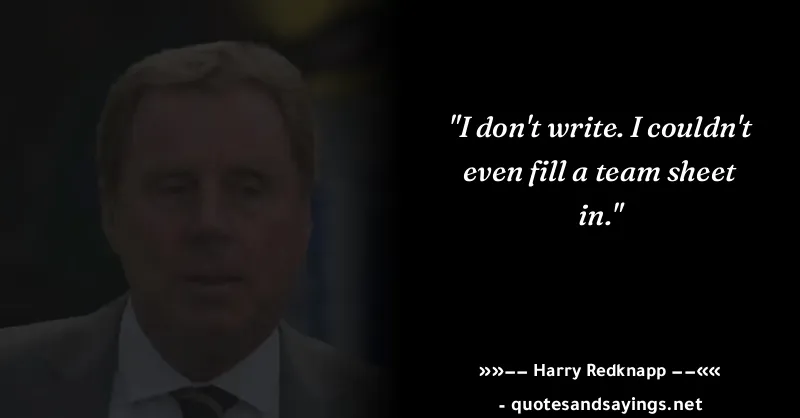 "I don't write. I couldn't
even fill a team sheet
in."
»»–– Harry Redknapp ––««
- quotesandsayings.net